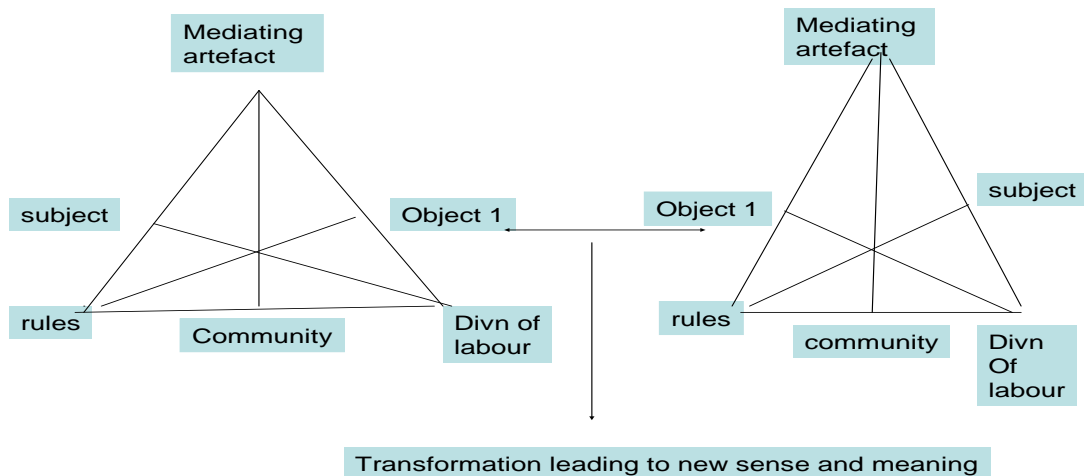 Mediating
artefact
Mediating
artefact
subject
Object 1
Object 1
subject
rules
Community
Divn of
labour
rules
community
Divn
Of
labour
Transformation leading to new sense and meaning